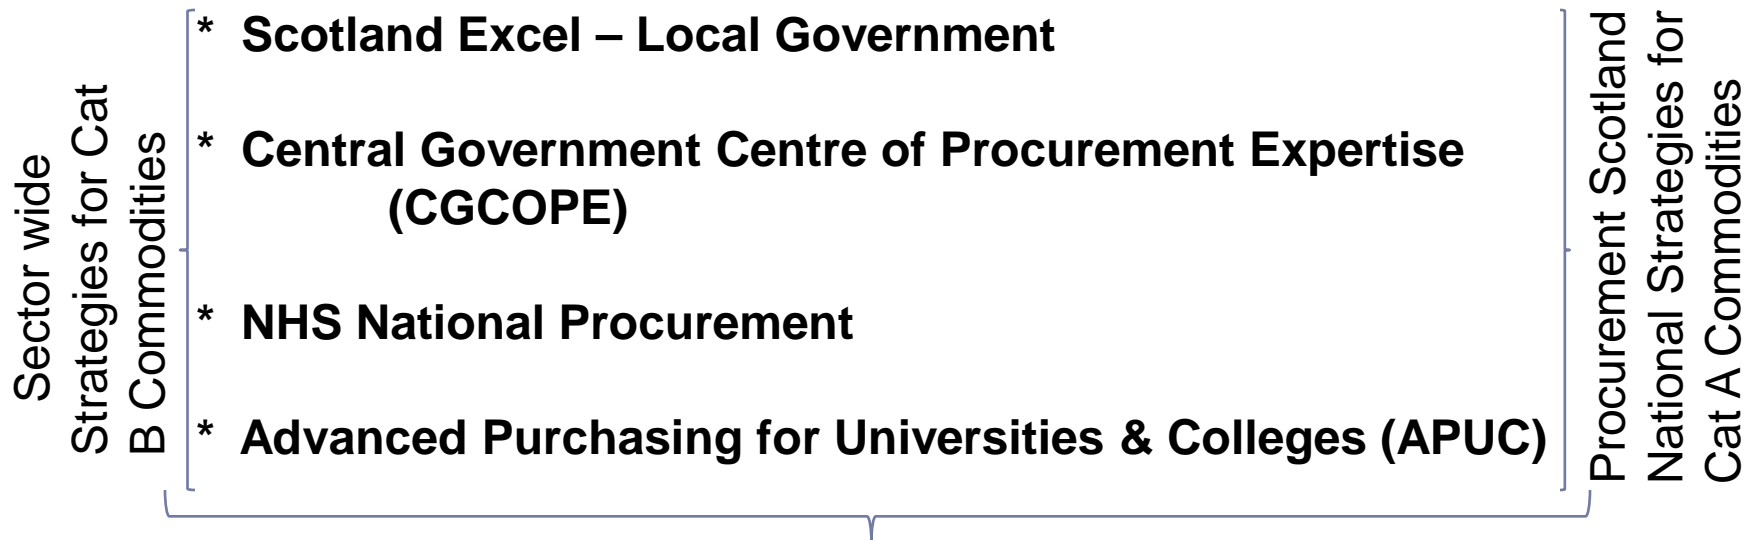 Sector wide
Strategies for Cat
B Commodities
* Scotland Excel – Local Government
* Central Government Centre of Procurement Expertise
(CGCOPE)
* NHS National Procurement
* Advanced Purchasing for Universities & Colleges (APUC)
Procurement Scotland
National Strategies for
Cat A Commodities